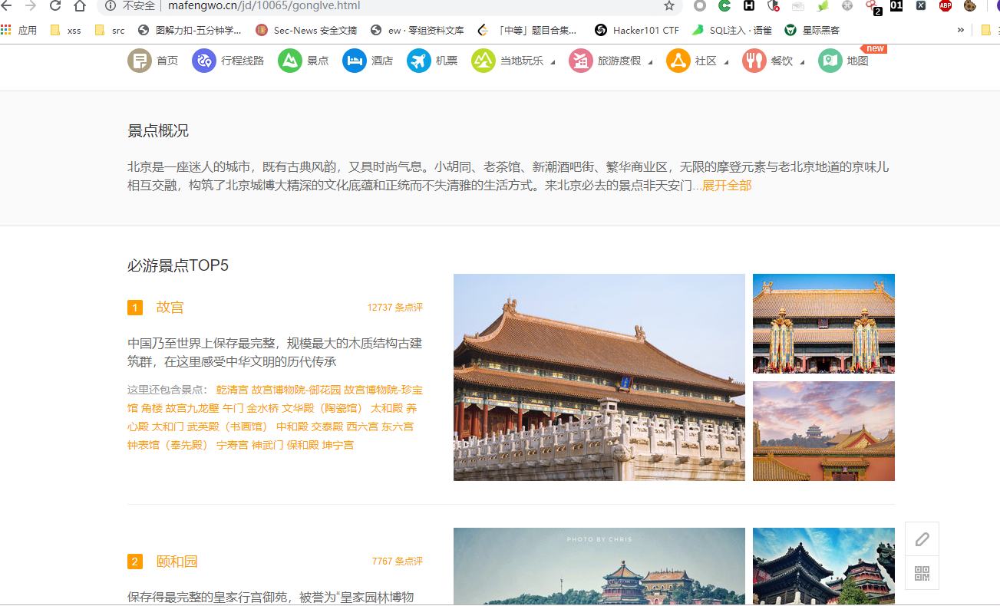 不安全 | mafengwo.cn/jd/10065/gonglve.html
2 01 ABP
应用 xss src 图解力扣-五分钟学... Sec-News 安全文摘 ew · 零组资料文库 「中等」题目合集... Hacker101 CTF SQL注入 · 语雀 星际黑客 »
new
首页 行程线路 景点 酒店 机票 当地玩乐 旅游度假 社区 餐饮 地图
景点概况
北京是一座迷人的城市，既有古典风韵，又具时尚气息。小胡同、老茶馆、新潮酒吧街、繁华商业区，无限的摩登元素与老北京地道的京味儿
相互交融，构筑了北京城博大精深的文化底蕴和正统而不失清雅的生活方式。来北京必去的景点非天安门...展开全部
必游景点TOP5
1 故宫 12737 条点评
中国乃至世界上保存最完整，规模最大的木质结构古建
筑群，在这里感受中华文明的历代传承
这里还包含景点： 乾清宫 故宫博物院-御花园 故宫博物院-珍宝
馆 角楼 故宫九龙壁 午门 金水桥 文华殿（陶瓷馆） 太和殿 养
心殿 太和门 武英殿（书画馆） 中和殿 交泰殿 西六宫 东六宫
钟表馆（奉先殿） 宁寿宫 神武门 保和殿 坤宁宫
PHOTO BY CHRIS
2 颐和园 7767 条点评
保存得最完整的皇家行宫御苑，被誉为“皇家园林博物